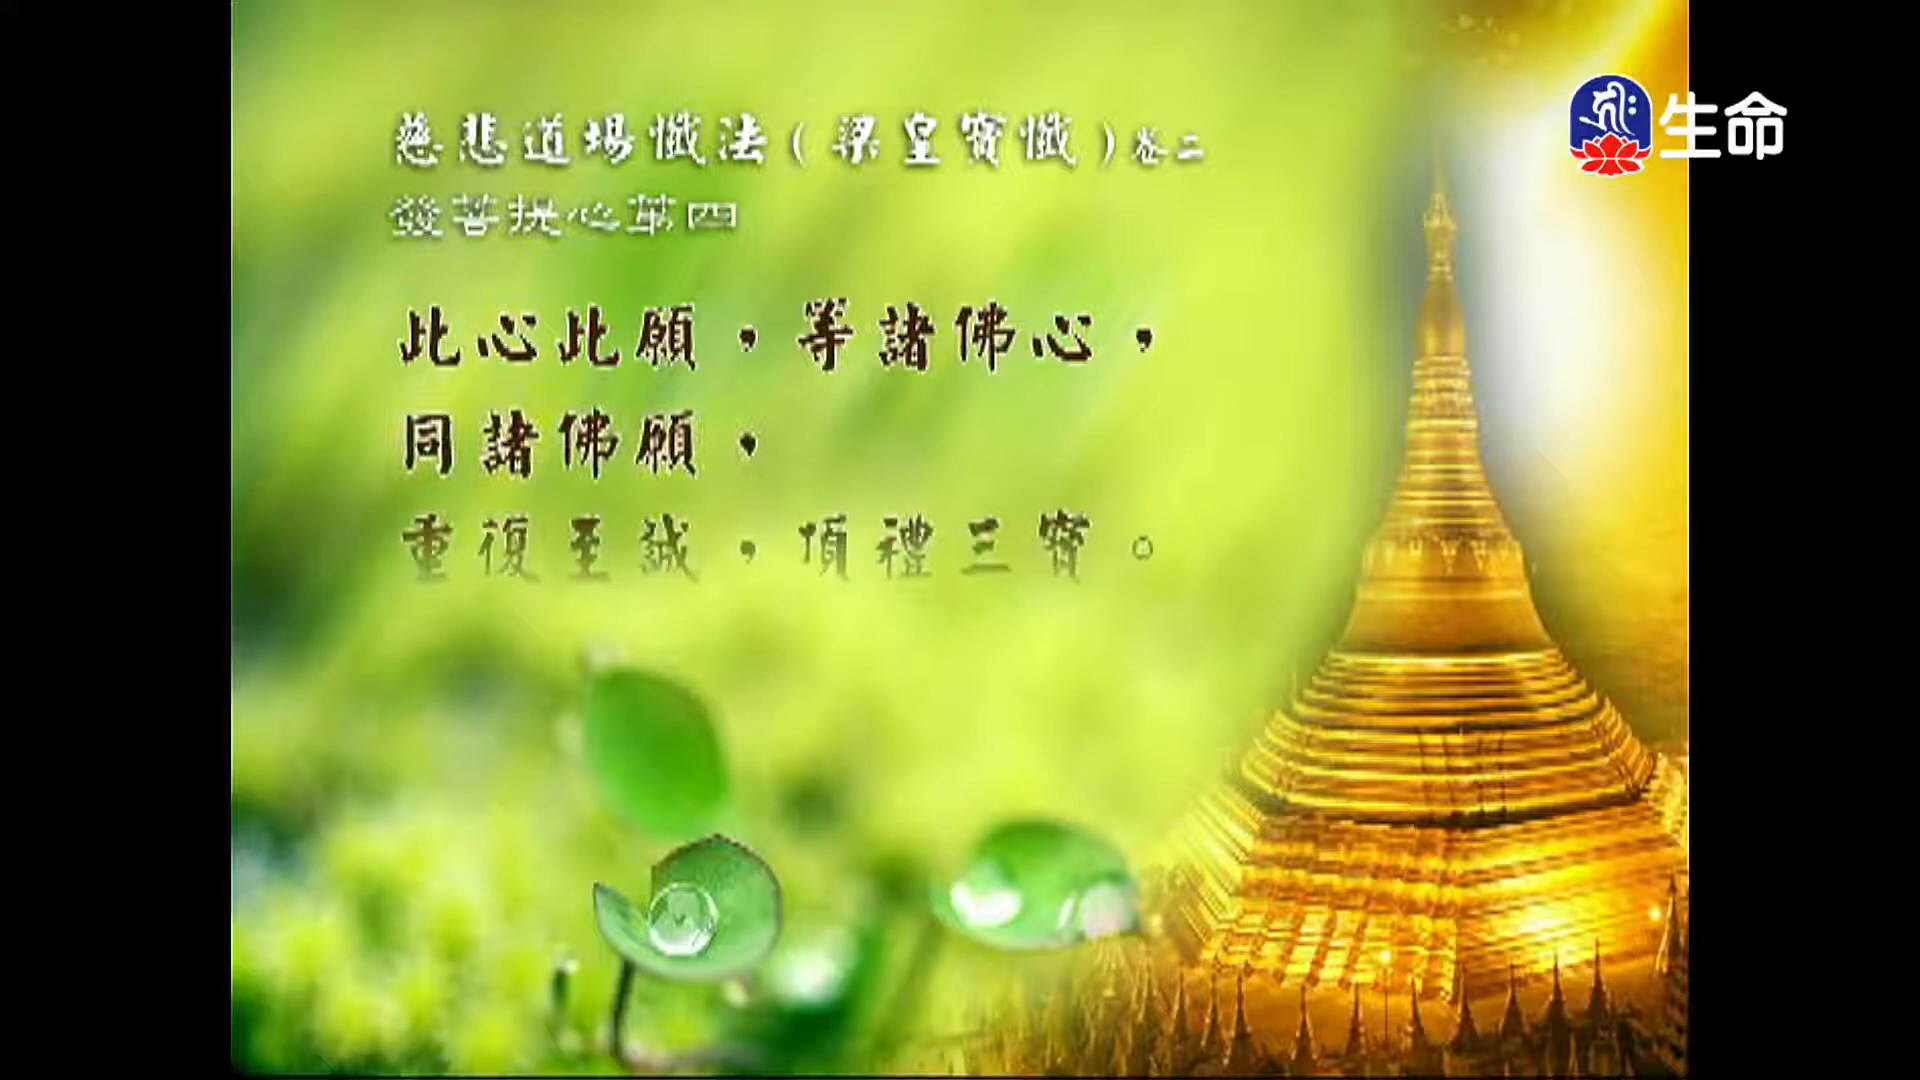 慈悲道場懺法(梁皇寶懺)卷二
發菩提心第四
此心此願，等諸佛心，
同諸佛願，
重復至誠，頂禮三寶。
生命